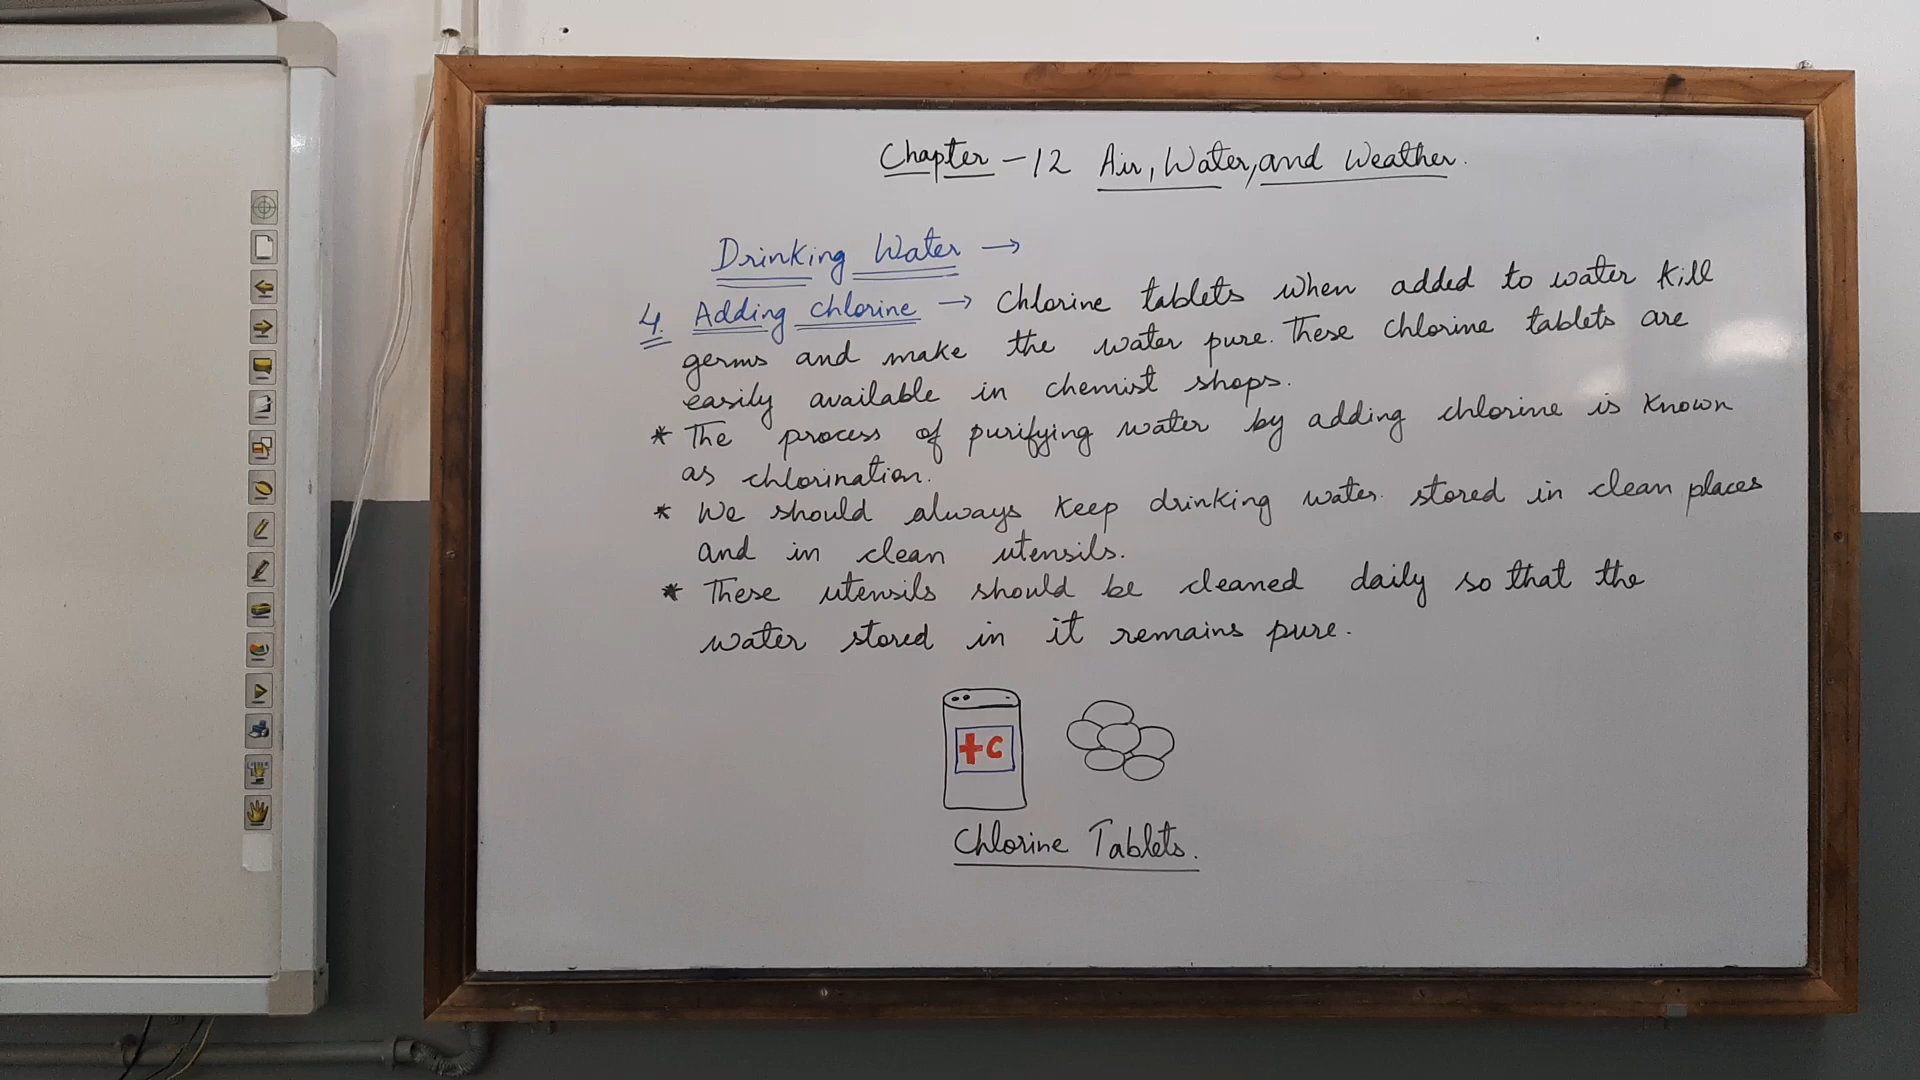 Chapter - 12 Air, Water, and Weather.
Drinking Water →
4. Adding Chlorine → Chlorine tablets when added to water kill
germs and make the water pure. These chlorine tablets are
easily available in chemist shops.
* The process of purifying water by adding chlorine is known
as chlorination.
* We should always keep drinking water stored in clean places
and in clean utensils.
* These utensils should be cleaned daily so that the
water stored in it remains pure.
+C
Chlorine Tablets.